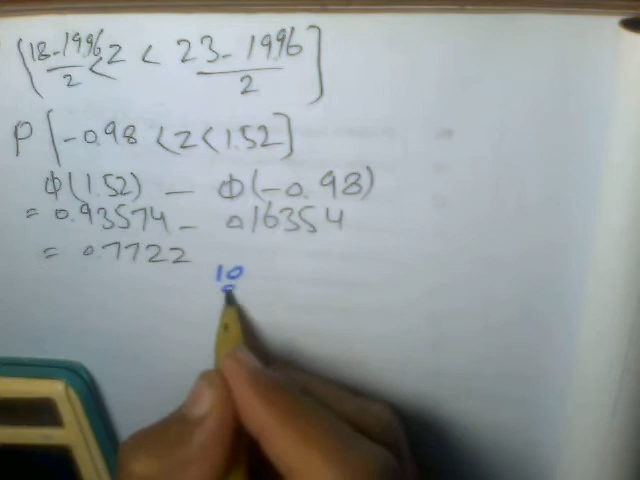 (18-19.96/2 < Z < 23-19.96/2]
P[-0.98 < Z < 1.52]
Φ(1.52) - Φ(-0.98)
= 0.93574 - 0.16354
= 0.7722
10